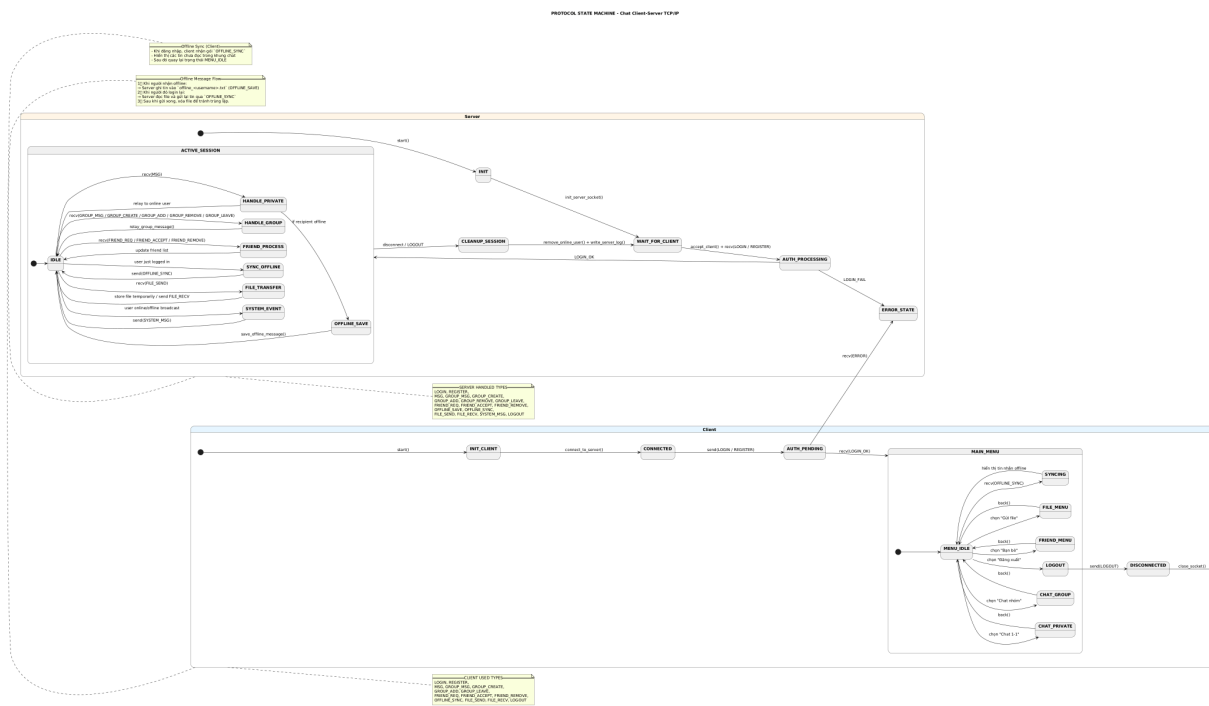 PROTOCOL STATE MACHINE - Chat Client-Server TCP/IP
Offline Sync (Client)
- Khi đăng nhập, client nhận gói `OFFLINE_SYNC`
- Hiển thị các tin chưa đọc trong khung chat
- Sau đó quay lại trạng thái MENU_IDLE
Offline Message Flow
1) Khi người nhận offline:
→ Server ghi tin vào `offline_<username>.txt` (OFFLINE_SAVE)
2) Khi người đó login lại:
→ Server đọc file và gửi lại tin qua `OFFLINE_SYNC`
3) Sau khi gửi xong, xóa file để tránh trùng lặp
Server
start()
ACTIVE_SESSION
INIT
recv(MSG)
init_server_socket()
HANDLE_PRIVATE
relay to online user
recv(GROUP_MSG / GROUP_CREATE / GROUP_ADD / GROUP_REMOVE / GROUP_LEAVE)
if recipient offline
HANDLE_GROUP
relay_group_message()
recv(FRIEND_REQ / FRIEND_ACCEPT / FRIEND_REMOVE)
FRIEND_PROCESS
update friend list
disconnect / LOGOUT
CLEANUP_SESSION
remove_online_user() + write_server_log()
WAIT_FOR_CLIENT
accept_client() + recv(LOGIN / REGISTER)
LOGIN_OK
AUTH_PROCESSING
IDLE
user just logged in
SYNC_OFFLINE
send(OFFLINE_SYNC)
LOGIN_FAIL
recv(FILE_SEND)
FILE_TRANSFER
store file temporarily / send FILE_RECV
user online/offline broadcast
SYSTEM_EVENT
ERROR_STATE
send(SYSTEM_MSG)
OFFLINE_SAVE
save_offline_message()
recv(ERROR)
SERVER HANDLED TYPES
LOGIN, REGISTER,
MSG, GROUP_MSG, GROUP_CREATE,
GROUP_ADD, GROUP_REMOVE, GROUP_LEAVE,
FRIEND_REQ, FRIEND_ACCEPT, FRIEND_REMOVE,
OFFLINE_SAVE, OFFLINE_SYNC,
FILE_SEND, FILE_RECV, SYSTEM_MSG, LOGOUT
Client
start()
INIT_CLIENT
connect_to_server()
CONNECTED
send(LOGIN / REGISTER)
AUTH_PENDING
recv(LOGIN_OK)
MAIN_MENU
hiển thị tin nhắn offline
SYNCING
recv(OFFLINE_SYNC)
back()
FILE_MENU
chọn "Gửi file"
back()
FRIEND_MENU
MENU_IDLE
chọn "Bạn bè"
chọn "Đăng xuất"
LOGOUT
send(LOGOUT)
DISCONNECTED
close_socket()
back()
CHAT_GROUP
chọn "Chat nhóm"
back()
CHAT_PRIVATE
chọn "Chat 1-1"
CLIENT USED TYPES
LOGIN, REGISTER,
MSG, GROUP_MSG, GROUP_CREATE,
GROUP_ADD, GROUP_LEAVE,
FRIEND_REQ, FRIEND_ACCEPT, FRIEND_REMOVE,
OFFLINE_SYNC, FILE_SEND, FILE_RECV, LOGOUT